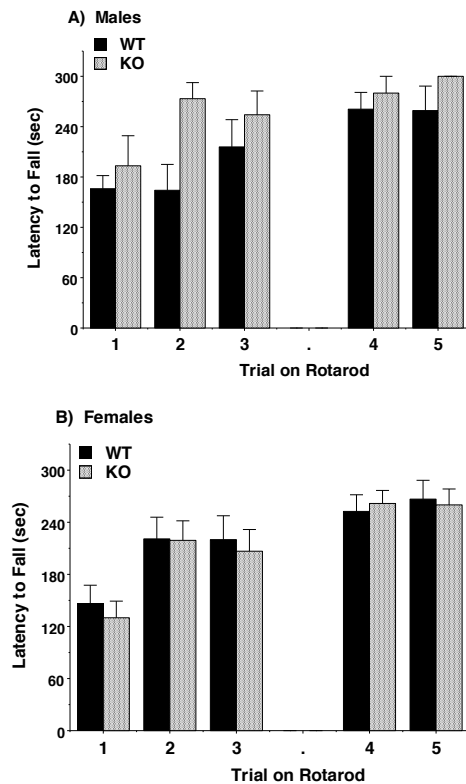 A) Males
WT
KO
Latency to Fall (sec)
300
240
180
120
60
0
1 2 3 . 4 5
Trial on Rotarod
B) Females
WT
KO
Latency to Fall (sec)
300
240
180
120
60
0
1 2 3 . 4 5
Trial on Rotarod